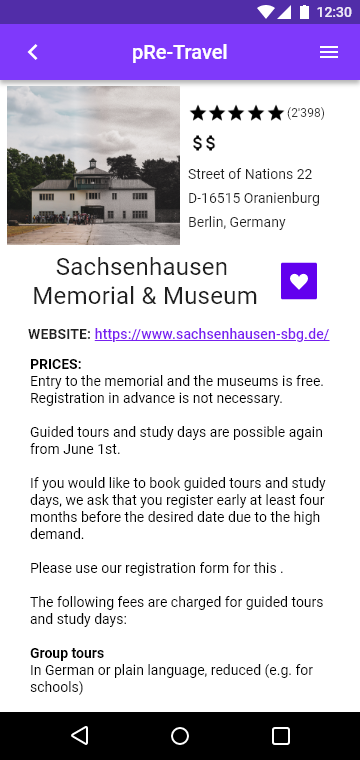 12:30
pRe-Travel
(2'398)
$$
Street of Nations 22
D-16515 Oranienburg
Berlin, Germany
Sachsenhausen
Memorial & Museum
WEBSITE: https://www.sachsenhausen-sbg.de/
PRICES:
Entry to the memorial and the museums is free.
Registration in advance is not necessary.
Guided tours and study days are possible again
from June 1st.
If you would like to book guided tours and study
days, we ask that you register early at least four
months before the desired date due to the high
demand.
Please use our registration form for this .
The following fees are charged for guided tours
and study days:
Group tours
In German or plain language, reduced (e.g. for
schools)